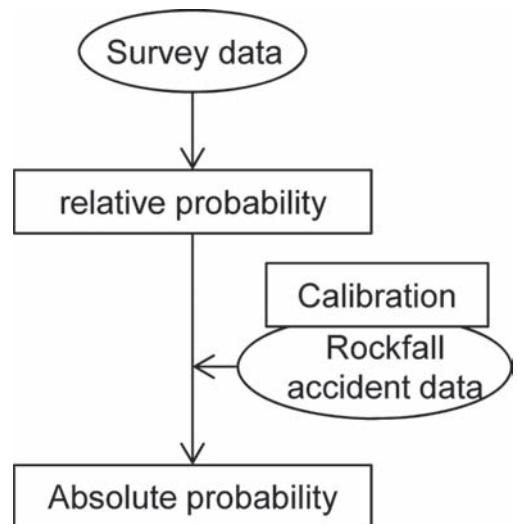 Survey data
relative probability
Calibration
Rockfall
accident data
Absolute probability